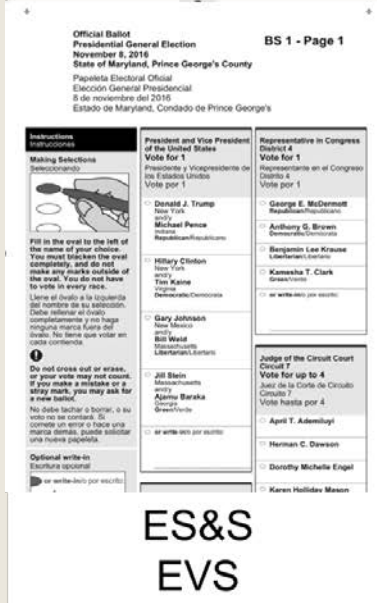 Official Ballot
Presidential General Election
November 8, 2016
State of Maryland, Prince George's County
BS 1 - Page 1
Papeleta Electoral Oficial
Elección General Presidencial
8 de noviembre del 2016
Estado de Maryland, Condado de Prince George's
Instructions
Instrucciones
Making Selections
Seleccionando
Fill in the oval to the left
of the name of your choice.
You must blacken the oval
completely, and do not
make any marks outside of
the oval. You do not have
to vote in every race.
Llene el óvalo a la izquierda
del nombre de su selección.
Debe rellenar el óvalo
completamente y no haga
ninguna marca fuera del
óvalo. No tiene que votar en
cada contienda.
Do not cross out or erase,
or your vote may not count.
If you make a mistake or a
stray mark, you may ask for
a new ballot.
No debe tachar o borrar, o su
voto no se contará. Si
comete un error o hace una
marca demás, puede solicitar
una nueva papeleta.
Optional write-in
Escritura opcional
or write-in/o por escrito:
President and Vice President
of the United States
Vote for 1
Presidente y Vicepresidente de
los Estados Unidos
Vote por 1
Donald J. Trump
New York
and/y
Michael Pence
Indiana
Republican/Republicano
Hillary Clinton
New York
and/y
Tim Kaine
Virginia
Democratic/Demócrata
Gary Johnson
New Mexico
and/y
Bill Weld
Massachusetts
Libertarian/Libertario
Jill Stein
Massachusetts
and/y
Ajamu Baraka
Georgia
Green/Verde
or write-in/o por escrito:
Representative in Congress
District 4
Vote for 1
Representante en el Congreso
Distrito 4
Vote por 1
George E. McDermott
Republican/Republicano
Anthony G. Brown
Democratic/Demócrata
Benjamin Lee Krause
Libertarian/Libertario
Kamesha T. Clark
Green/Verde
or write-in/o por escrito:
Judge of the Circuit Court
Circuit 7
Vote for up to 4
Juez de la Corte de Circuito
Circuito 7
Vote hasta por 4
April T. Ademiluyi
Herman C. Dawson
Dorothy Michelle Engel
Karen Holliday Mason
ES&S
EVS